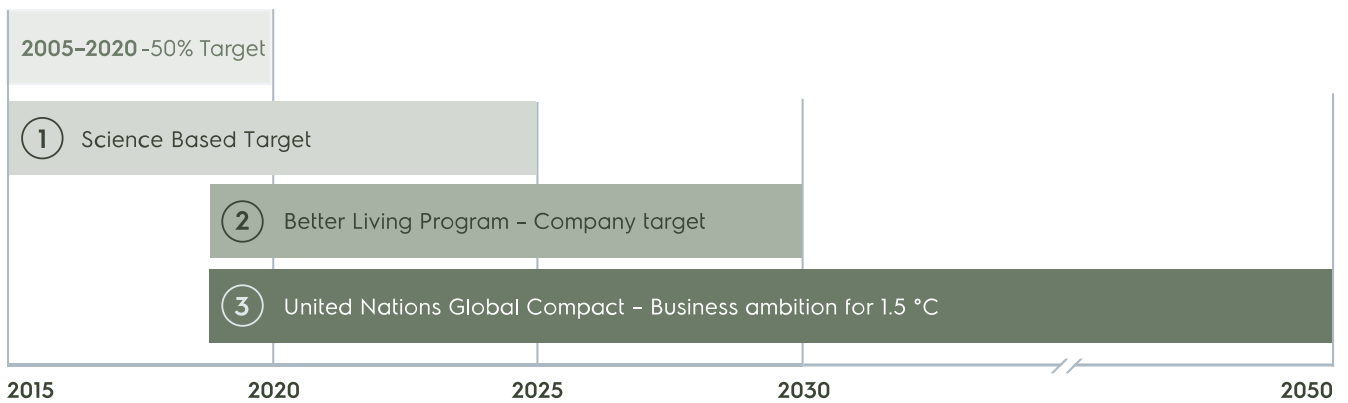 2005–2020 -50% Target
1 Science Based Target
2 Better Living Program – Company target
3 United Nations Global Compact – Business ambition for 1.5 °C
2015 2020 2025 2030 2050